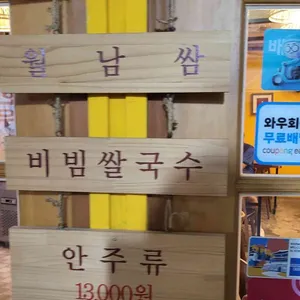 월남쌈
비빔쌀국수
안주류
13,000원
배
와우회
무료배
coupang e